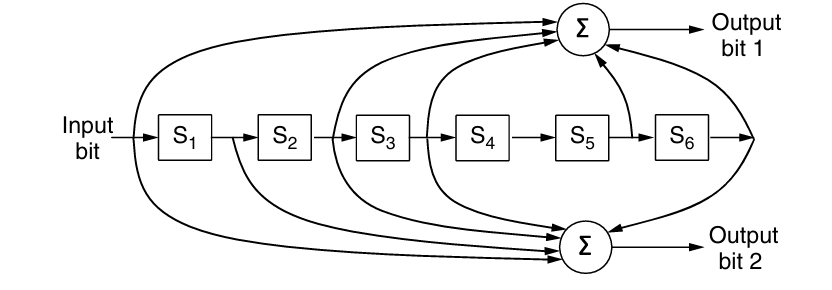 Σ
Output
bit 1
Input
bit
S₁
S₂
S₃
S₄
S₅
S₆
Σ
Output
bit 2